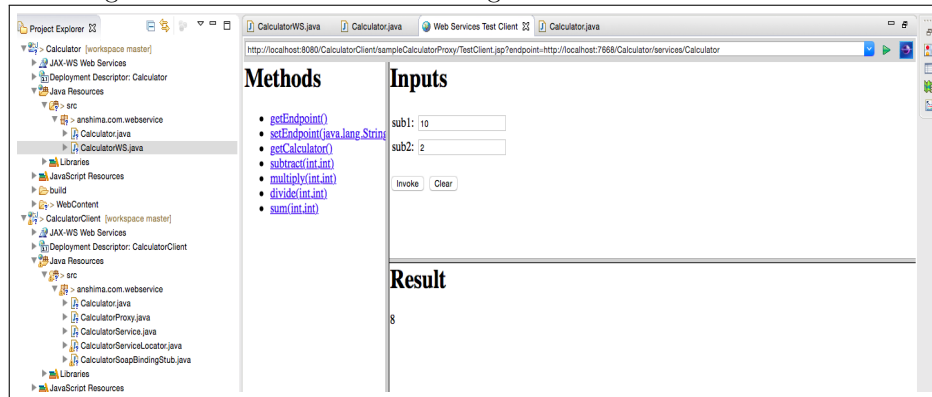 Project Explorer
> Calculator [workspace master]
JAX-WS Web Services
Deployment Descriptor: Calculator
Java Resources
> src
> anshima.com.webservice
> Calculator.java
> CalculatorWS.java
Libraries
JavaScript Resources
build
> WebContent
> CalculatorClient [workspace master]
JAX-WS Web Services
Deployment Descriptor: CalculatorClient
Java Resources
> src
> anshima.com.webservice
Calculator.java
CalculatorProxy.java
CalculatorService.java
CalculatorServiceLocator.java
CalculatorSoapBindingStub.java
Libraries
JavaScript Resources
CalculatorWS.java Calculator.java Web Services Test Client Calculator.java
http://localhost:8080/CalculatorClient/sampleCalculatorProxy/TestClient.jsp?endpoint=http://localhost:7668/Calculator/services/Calculator
Methods
getEndpoint()
setEndpoint(java.lang.String
getCalculator()
subtract(int,int)
multiply(int,int)
divide(int,int)
sum(int,int)
Inputs
sub1: 10
sub2: 2
Invoke Clear
Result
8